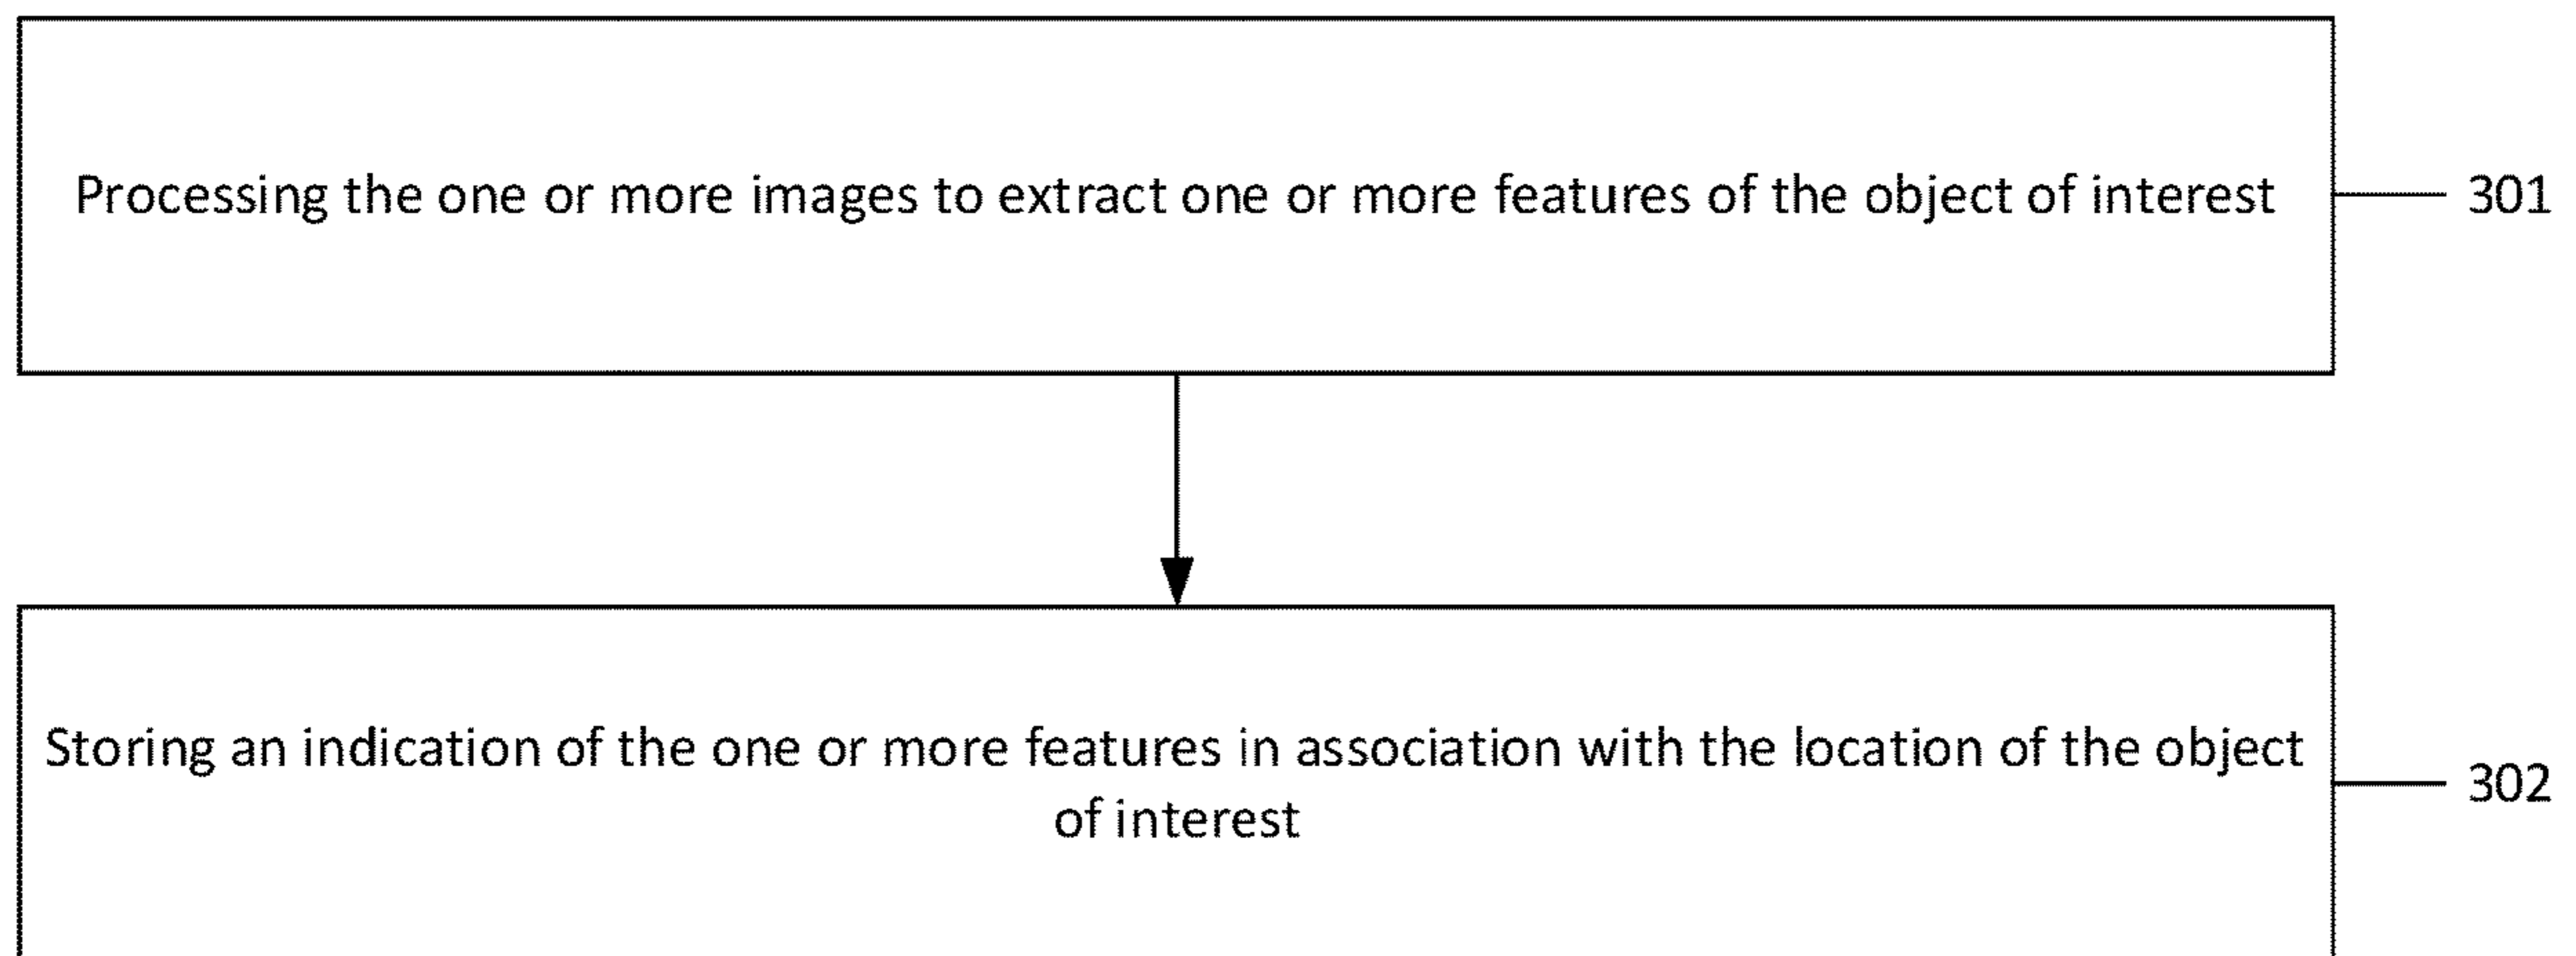 Processing the one or more images to extract one or more features of the object of interest
301
Storing an indication of the one or more features in association with the location of the object
of interest
302